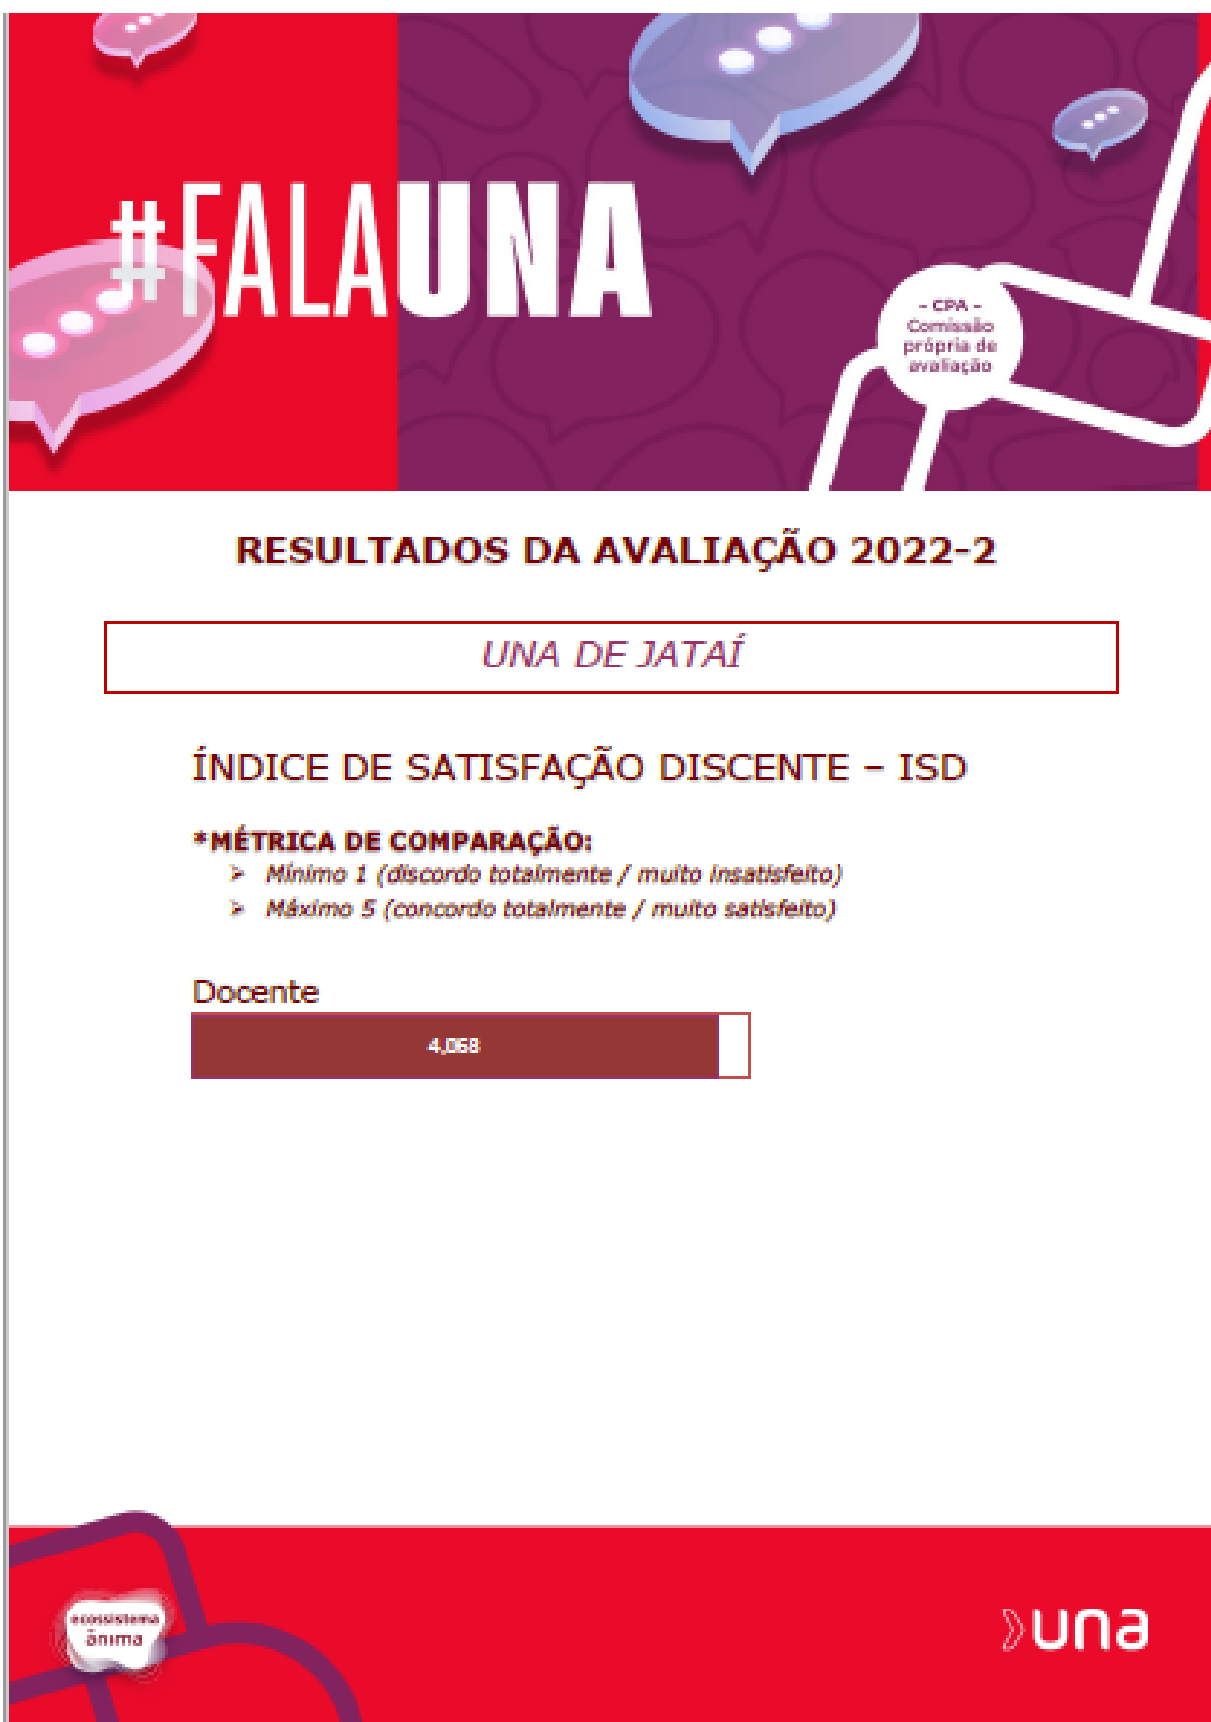 #FALAUNA
- CPA -
Comissão
própria de
avaliação
RESULTADOS DA AVALIAÇÃO 2022-2
UNA DE JATAÍ
ÍNDICE DE SATISFAÇÃO DISCENTE – ISD
*MÉTRICA DE COMPARAÇÃO:
➢ Mínimo 1 (discordo totalmente / muito insatisfeito)
➢ Máximo 5 (concordo totalmente / muito satisfeito)
Docente
4,068
ecossistema
ânima
una